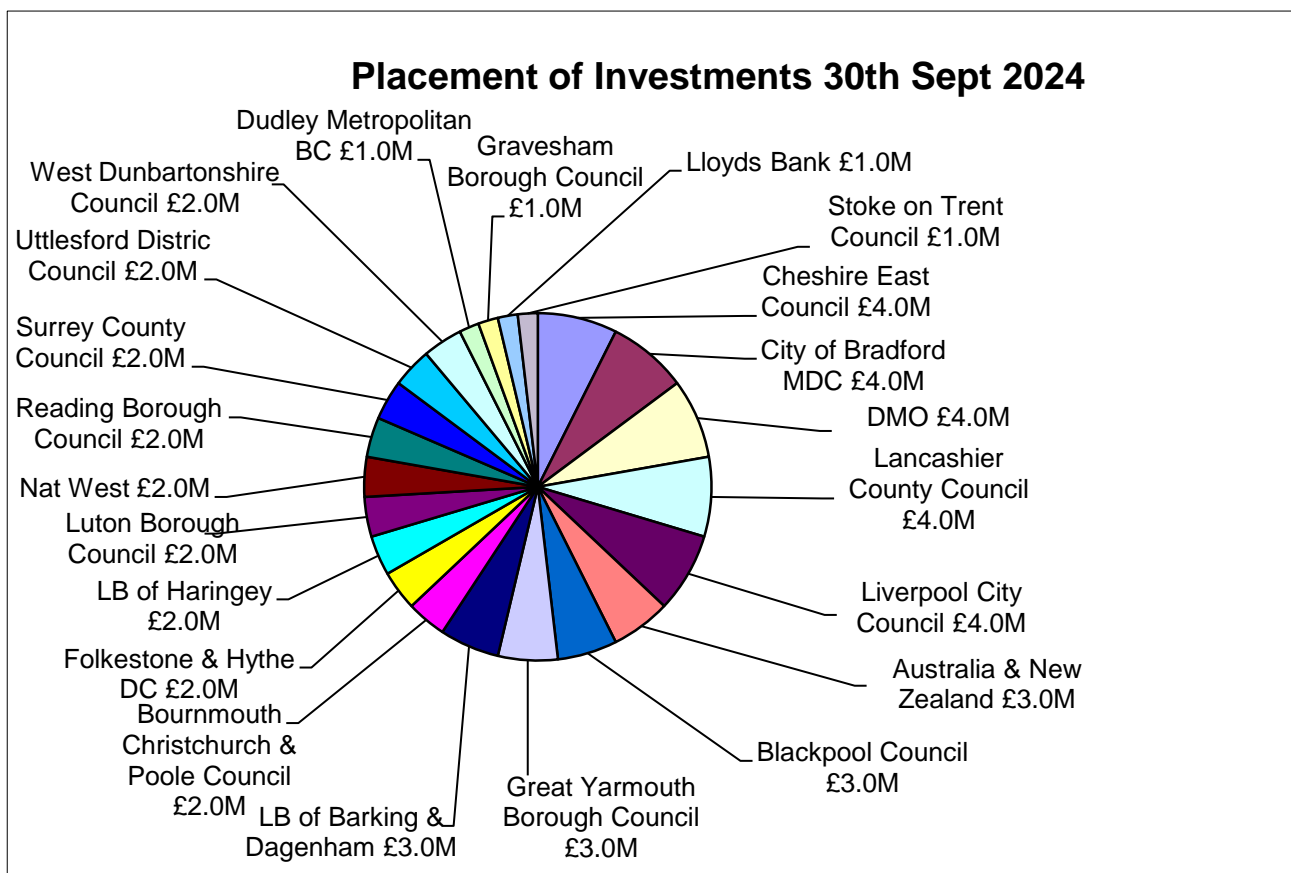 Placement of Investments 30th Sept 2024
Dudley Metropolitan
BC £1.0M
Gravesham
Borough Council
£1.0M
Lloyds Bank £1.0M
Stoke on Trent
Council £1.0M
Cheshire East
Council £4.0M
City of Bradford
MDC £4.0M
DMO £4.0M
Lancashier
County Council
£4.0M
Liverpool City
Council £4.0M
Australia & New
Zealand £3.0M
Blackpool Council
£3.0M
Great Yarmouth
Borough Council
£3.0M
LB of Barking &
Dagenham £3.0M
Bournmouth
Christchurch &
Poole Council
£2.0M
Folkestone & Hythe
DC £2.0M
LB of Haringey
£2.0M
Luton Borough
Council £2.0M
Nat West £2.0M
Reading Borough
Council £2.0M
Surrey County
Council £2.0M
Uttlesford Distric
Council £2.0M
West Dunbartonshire
Council £2.0M